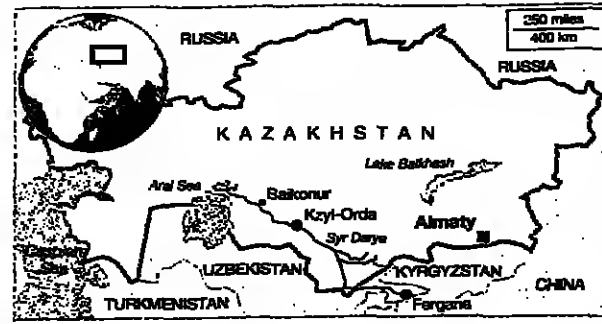 RUSSIA
250 miles
400 km
RUSSIA
KAZAKHSTAN
Lake Balkhash
Aral Sea
Baikonur
Kzyl-Orda
Almaty
Syr Darya
Sea
UZBEKISTAN
KYRGYZSTAN
CHINA
TURKMENISTAN
Fergana